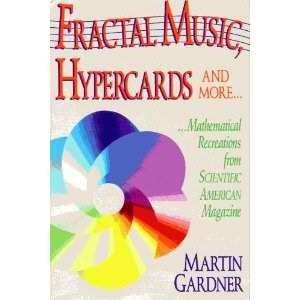 FRACTAL MUSIC,
HYPERCARDS AND
MORE...
...Mathematical
Recreations
from
SCIENTIFIC
AMERICAN
Magazine
MARTIN
GARDNER